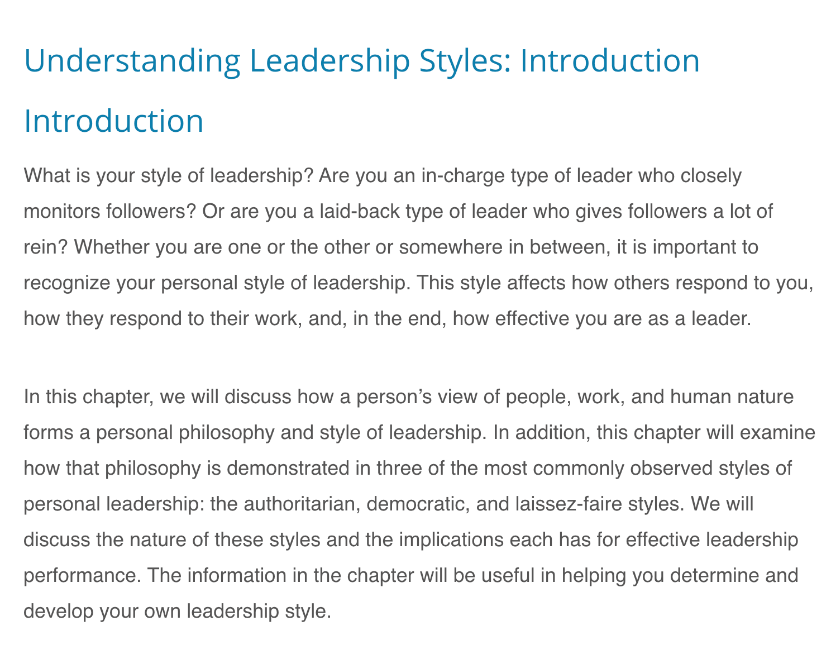 Understanding Leadership Styles: Introduction
Introduction
What is your style of leadership? Are you an in-charge type of leader who closely
monitors followers? Or are you a laid-back type of leader who gives followers a lot of
rein? Whether you are one or the other or somewhere in between, it is important to
recognize your personal style of leadership. This style affects how others respond to you,
how they respond to their work, and, in the end, how effective you are as a leader.
In this chapter, we will discuss how a person’s view of people, work, and human nature
forms a personal philosophy and style of leadership. In addition, this chapter will examine
how that philosophy is demonstrated in three of the most commonly observed styles of
personal leadership: the authoritarian, democratic, and laissez-faire styles. We will
discuss the nature of these styles and the implications each has for effective leadership
performance. The information in the chapter will be useful in helping you determine and
develop your own leadership style.